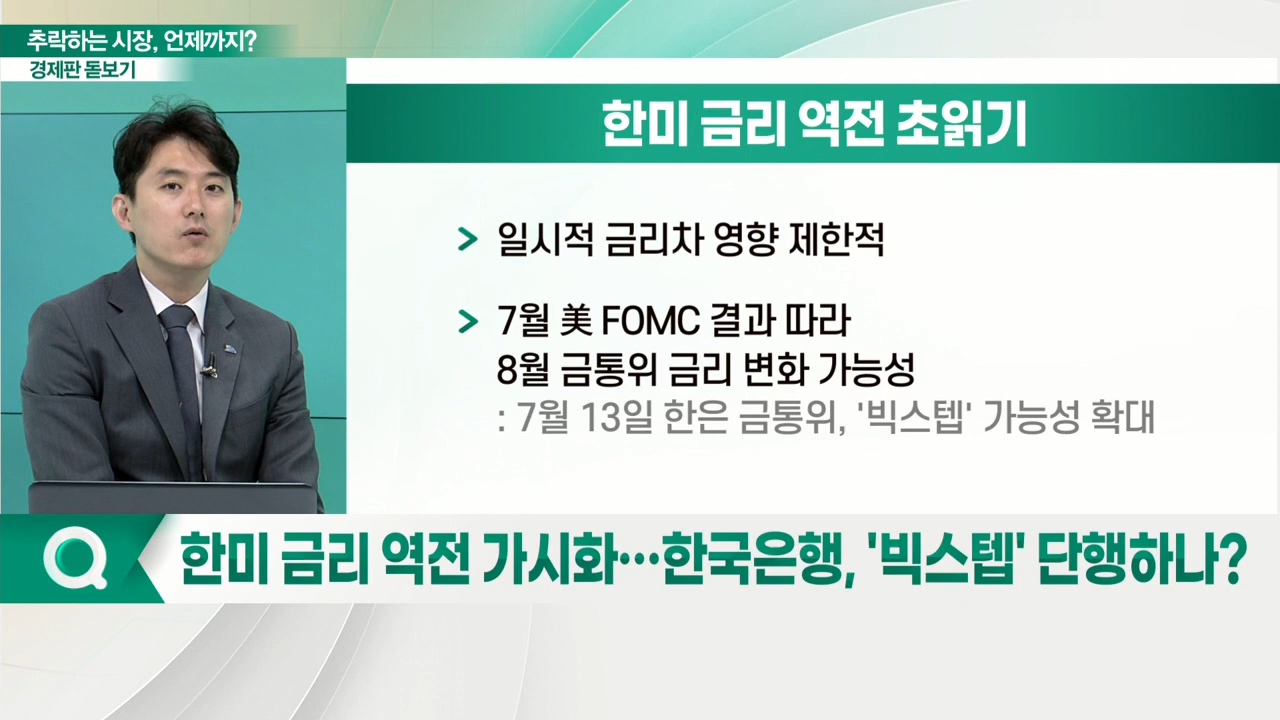 추락하는 시장, 언제까지?
경제판 돋보기
한미 금리 역전 초읽기
> 일시적 금리차 영향 제한적
> 7월 美 FOMC 결과 따라
8월 금통위 금리 변화 가능성
: 7월 13일 한은 금통위, '빅스텝' 가능성 확대
한미 금리 역전 가시화…한국은행, '빅스텝' 단행하나?